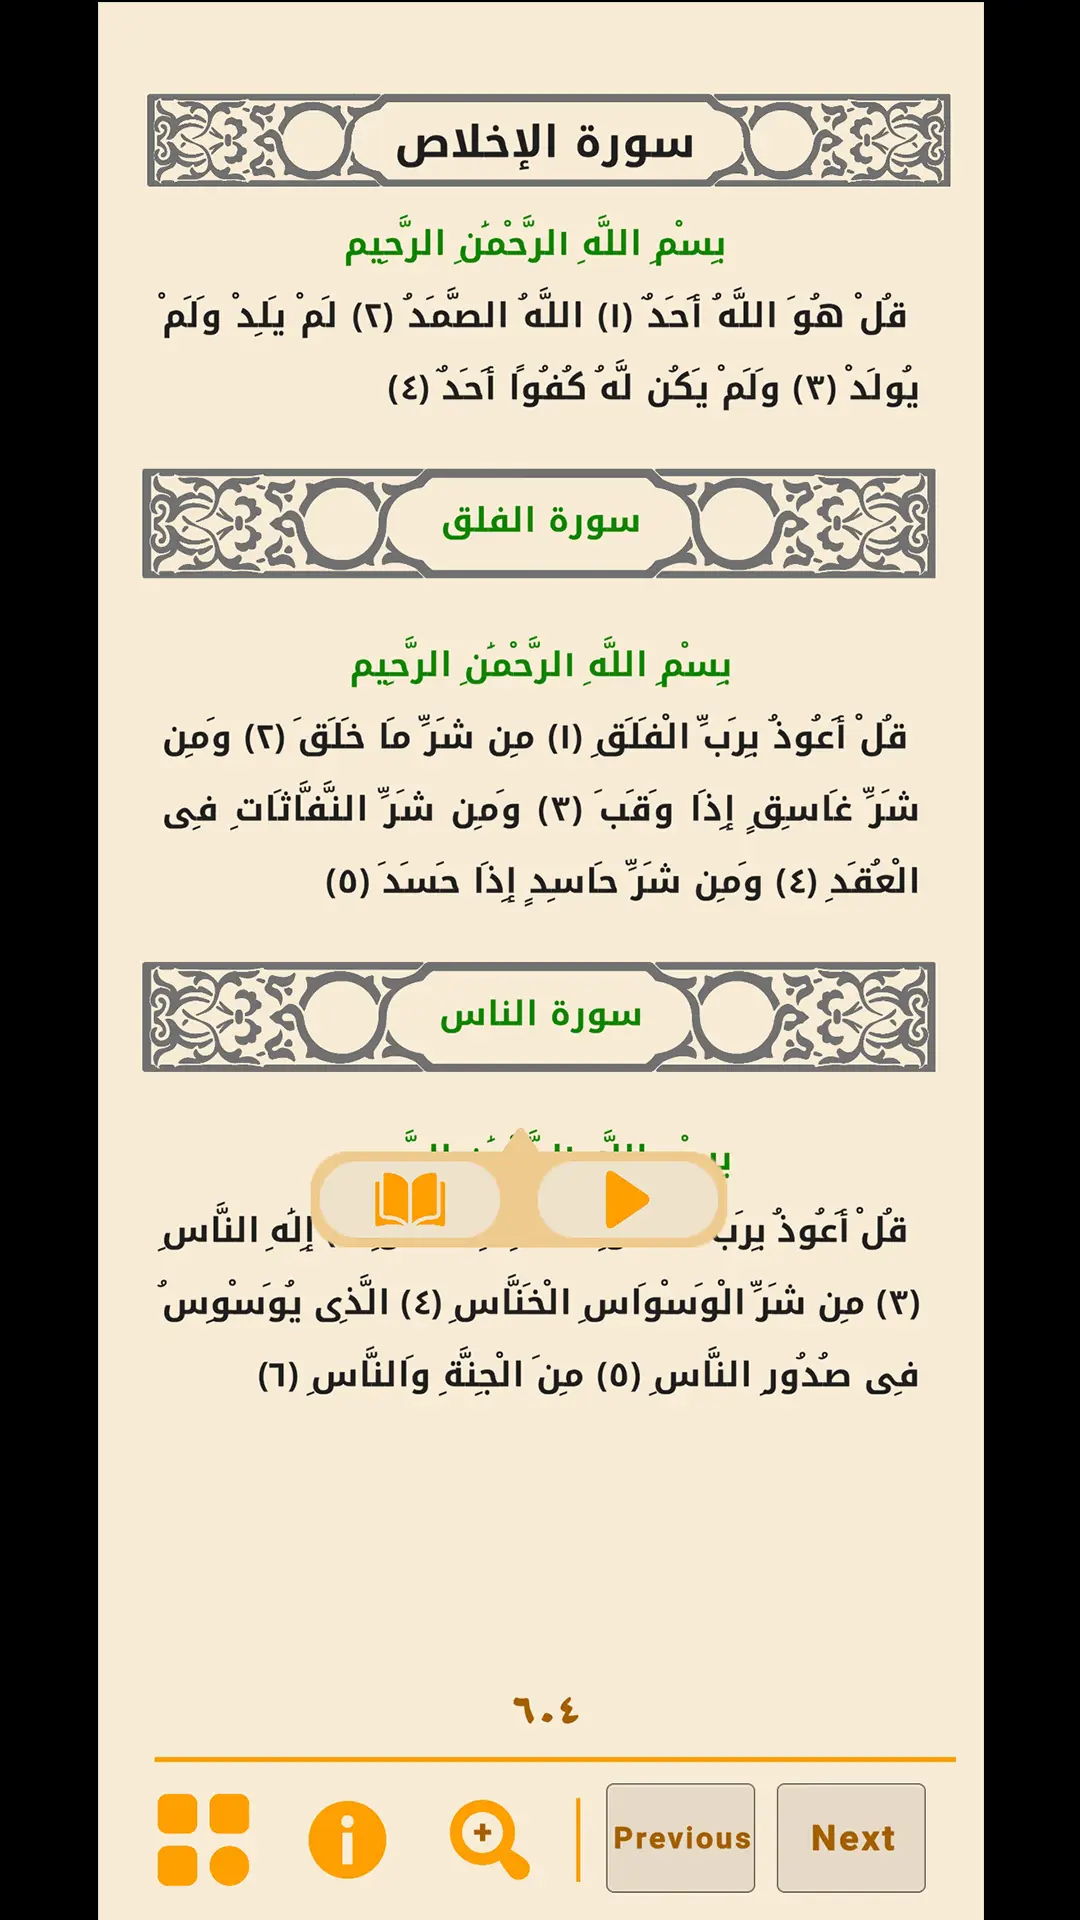 سورة الإخلاص
بِسْمِ اللَّهِ الرَّحْمَٰنِ الرَّحِيمِ
قُلْ هُوَ اللَّهُ أَحَدٌ (١) اللَّهُ الصَّمَدُ (٢) لَمْ يَلِدْ وَلَمْ
يُولَدْ (٣) وَلَمْ يَكُن لَّهُ كُفُوًا أَحَدٌ (٤)
سورة الفلق
بِسْمِ اللَّهِ الرَّحْمَٰنِ الرَّحِيمِ
قُلْ أَعُوذُ بِرَبِّ الْفَلَقِ (١) مِن شَرِّ مَا خَلَقَ (٢) وَمِن
شَرِّ غَاسِقٍ إِذَا وَقَبَ (٣) وَمِن شَرِّ النَّفَّاثَاتِ فِى
الْعُقَدِ (٤) وَمِن شَرِّ حَاسِدٍ إِذَا حَسَدَ (٥)
سورة الناس
قُلْ أَعُوذُ بِرَبِّ إِلَٰهِ النَّاسِ
(٣) مِن شَرِّ الْوَسْوَاسِ الْخَنَّاسِ (٤) الَّذِى يُوَسْوِسُ
فِى صُدُورِ النَّاسِ (٥) مِنَ الْجِنَّةِ وَالنَّاسِ (٦)
٦٠٤
Previous Next